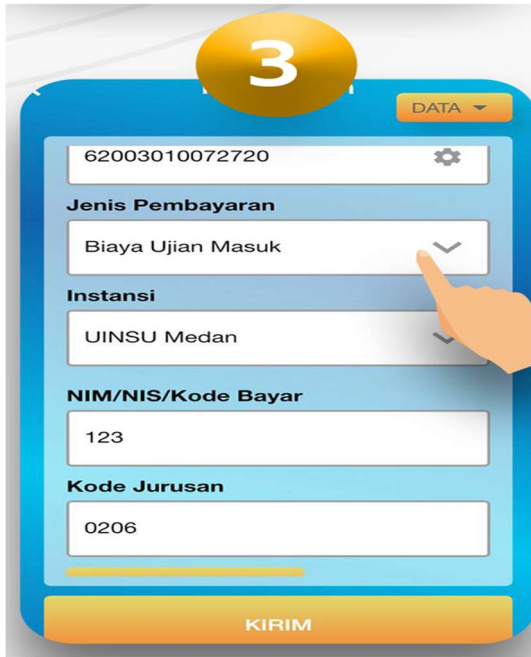 3
DATA
62003010072720
Jenis Pembayaran
Biaya Ujian Masuk
Instansi
UINSU Medan
NIM/NIS/Kode Bayar
123
Kode Jurusan
0206
KIRIM